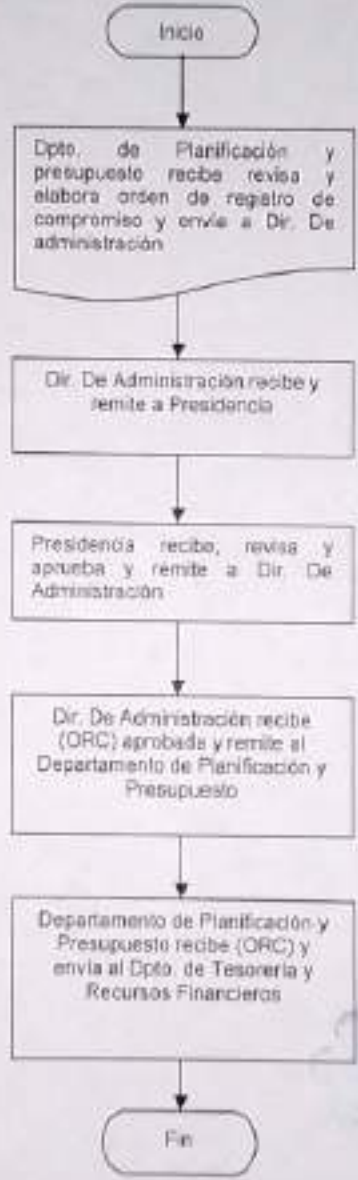 Inicio
Dpto. de Planificación y
presupuesto recibe revisa y
elabora orden de registro de
compromiso y envía a Dir. De
administración
Dir. De Administración recibe y
remite a Presidencia
Presidencia recibe, revisa y
aprueba y remite a Dir. De
Administración
Dir. De Administración recibe
(ORC) aprobada y remite al
Departamento de Planificación y
Presupuesto
Departamento de Planificación y
Presupuesto recibe (ORC) y
envía al Dpto. de Tesorería y
Recursos Financieros
Fin